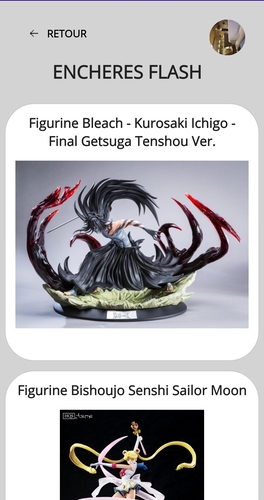 ← RETOUR
ENCHERES FLASH
Figurine Bleach - Kurosaki Ichigo -
Final Getsuga Tenshou Ver.
Figurine Bishoujo Senshi Sailor Moon